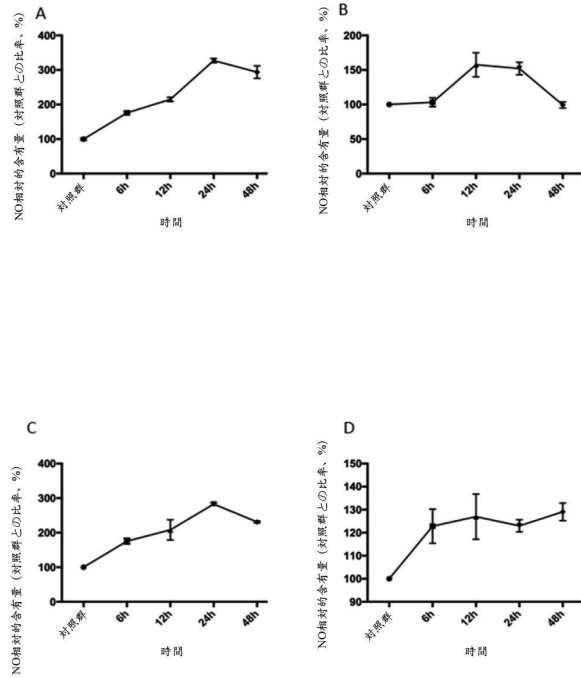 A
NO相対的含有量（対照群との比率、%）
400
300
200
100
0
対照群
6h
12h
24h
48h
時間
B
NO相対的含有量（対照群との比率、%）
200
150
100
50
0
対照群
6h
12h
24h
48h
時間
C
NO相対的含有量（対照群との比率、%）
400
300
200
100
0
対照群
6h
12h
24h
48h
時間
D
NO相対的含有量（対照群との比率、%）
150
140
130
120
110
100
90
対照群
6h
12h
24h
48h
時間